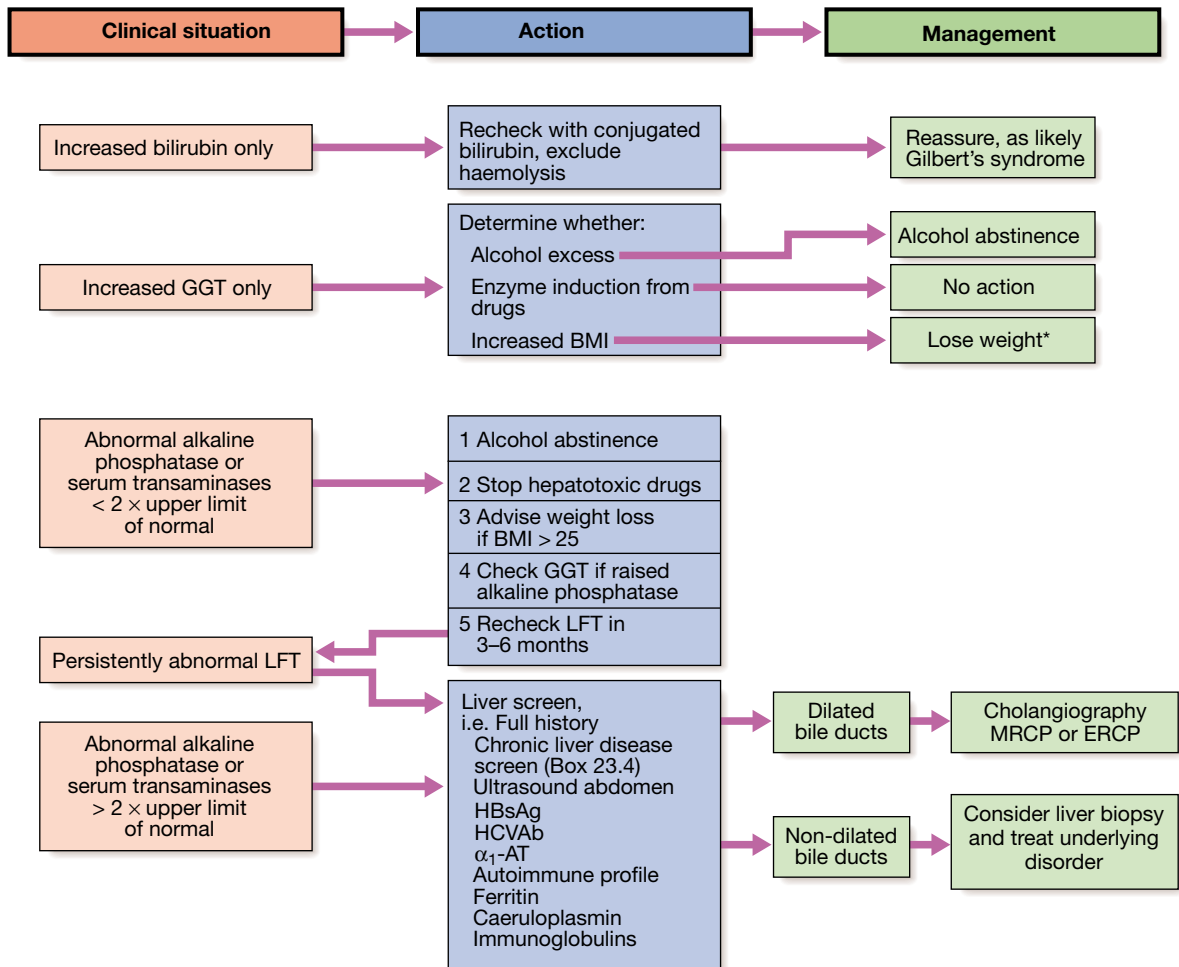 Clinical situation
Action
Management
Increased bilirubin only
Recheck with conjugated
bilirubin, exclude
haemolysis
Reassure, as likely
Gilbert's syndrome
Increased GGT only
Determine whether:
Alcohol excess
Enzyme induction from
drugs
Increased BMI
Alcohol abstinence
No action
Lose weight*
Abnormal alkaline
phosphatase or
serum transaminases
< 2 × upper limit
of normal
1 Alcohol abstinence
2 Stop hepatotoxic drugs
3 Advise weight loss
if BMI > 25
4 Check GGT if raised
alkaline phosphatase
5 Recheck LFT in
3–6 months
Persistently abnormal LFT
Abnormal alkaline
phosphatase or
serum transaminases
> 2 × upper limit
of normal
Liver screen,
i.e. Full history
Chronic liver disease
screen (Box 23.4)
Ultrasound abdomen
HBsAg
HCVAb
α₁-AT
Autoimmune profile
Ferritin
Caeruloplasmin
Immunoglobulins
Dilated
bile ducts
Cholangiography
MRCP or ERCP
Non-dilated
bile ducts
Consider liver biopsy
and treat underlying
disorder